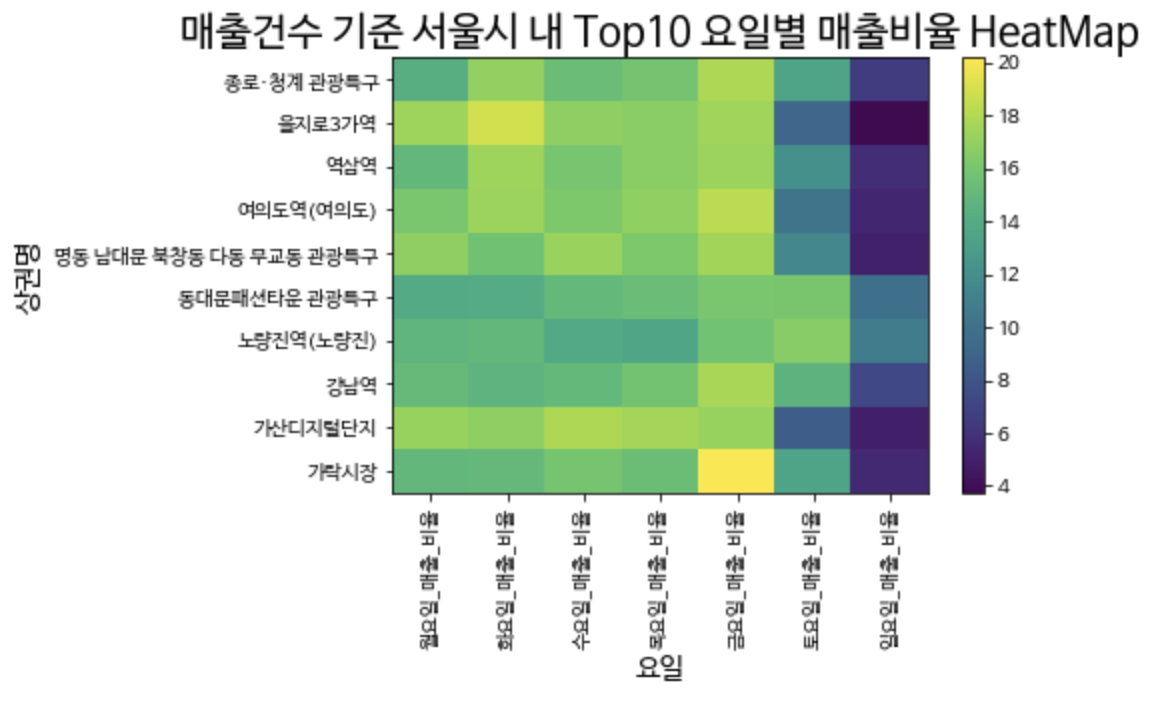 매출건수 기준 서울시 내 Top10 요일별 매출비율 HeatMap
상권명
종로·청계 관광특구
을지로3가역
역삼역
여의도역(여의도)
명동 남대문 북창동 다동 무교동 관광특구
동대문패션타운 관광특구
노량진역(노량진)
강남역
가산디지털단지
가락시장
20
18
16
14
12
10
8
6
4
월요일_매출_비율
화요일_매출_비율
수요일_매출_비율
목요일_매출_비율
금요일_매출_비율
토요일_매출_비율
일요일_매출_비율
요일